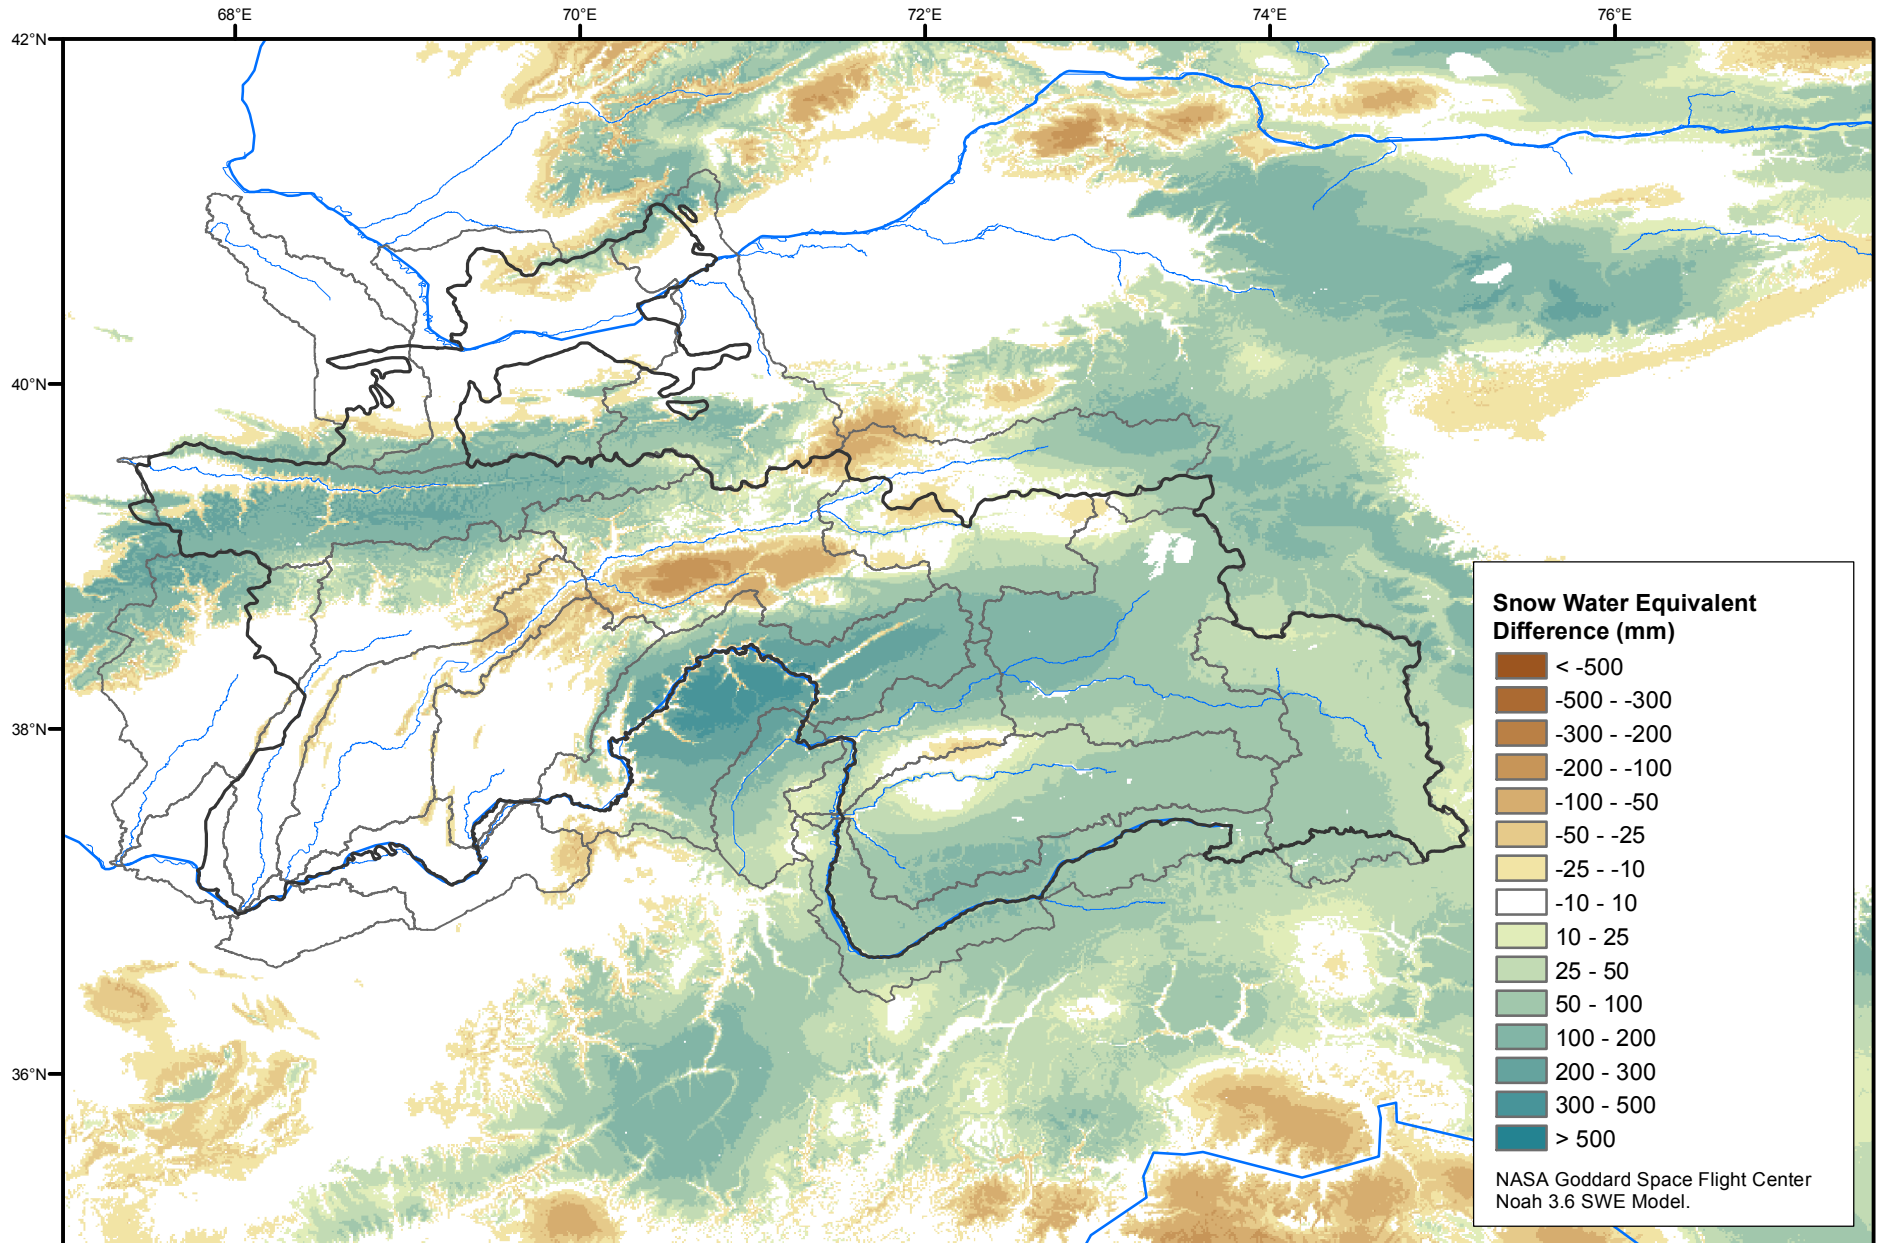 68°E 70°E 72°E 74°E 76°E
42°N
40°N
38°N
36°N
Snow Water Equivalent
Difference (mm)
< -500
-500 - -300
-300 - -200
-200 - -100
-100 - -50
-50 - -25
-25 - -10
-10 - 10
10 - 25
25 - 50
50 - 100
100 - 200
200 - 300
300 - 500
> 500
NASA Goddard Space Flight Center
Noah 3.6 SWE Model.